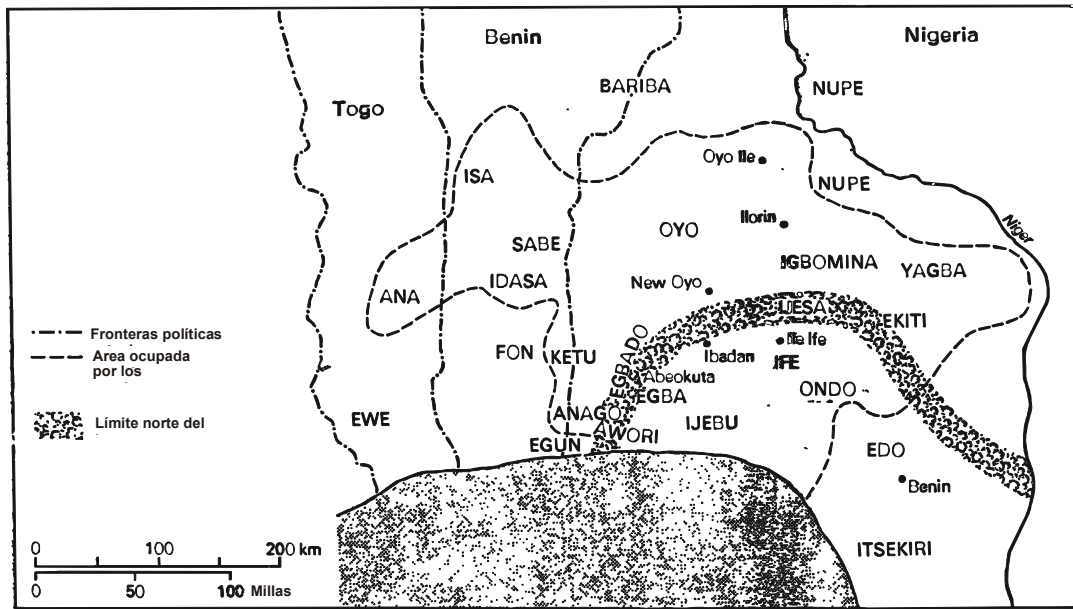 Benin
Nigeria
BARIBA
NUPE
Togo
Oyo Ile
ISA
NUPE
Ilorin
OYO
Niger
SABE
IGBOMINA
YAGBA
IDASA
ANA
New Oyo
IJESA
EKITI
Fronteras políticas
Area ocupada
por los
EGBADO
Ile Ife
Ibadan
IFE
FON
KETU
Abeokuta
EGBA
ONDO
Límite norte del
EWE
ANAGO
AWORI
IJEBU
EGUN
EDO
Benin
ITSEKIRI
0 100 200 km
0 50 100 Millas